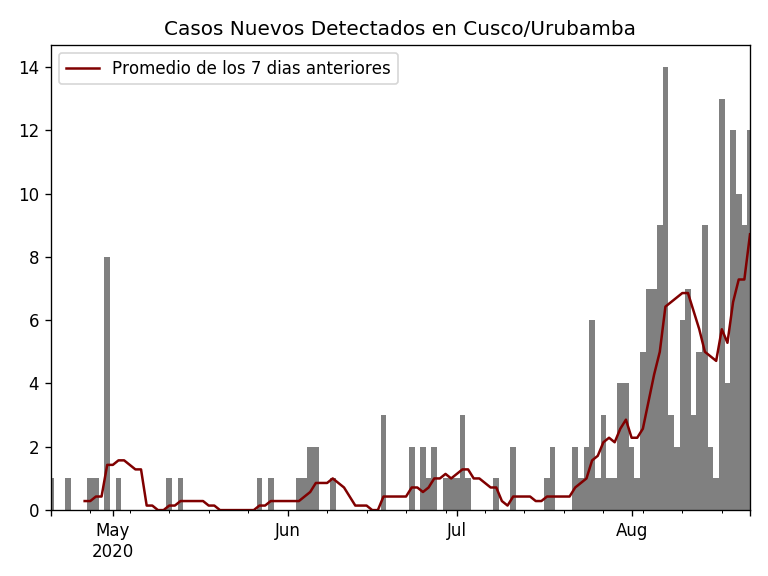 Casos Nuevos Detectados en Cusco/Urubamba
Promedio de los 7 dias anteriores
14
12
10
8
6
4
2
0
May
2020
Jun
Jul
Aug